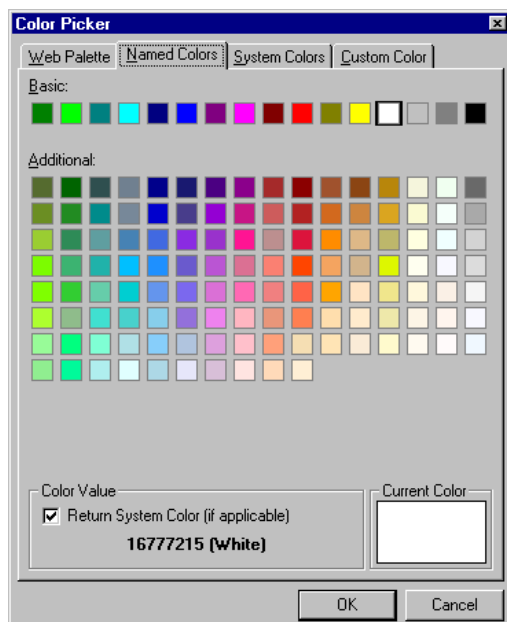 Color Picker
Web Palette Named Colors System Colors Custom Color
Basic:
Additional:
Color Value Current Color
Return System Color (if applicable)
16777215 (White)
OK Cancel